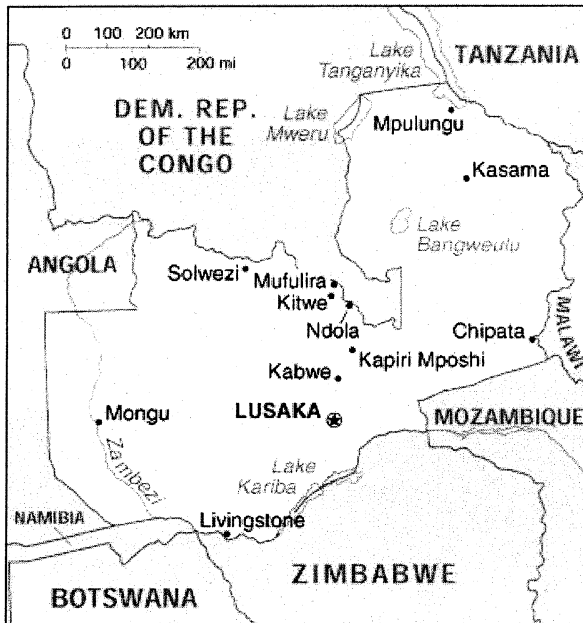 0 100 200 km
0 100 200 mi
Lake
Tanganyika
TANZANIA
DEM. REP.
OF THE
CONGO
Lake
Mweru
Mpulungu
Kasama
Lake
Bangweulu
ANGOLA
Solwezi
Mufulira
Kitwe
Ndola
Chipata
MALAWI
Kapiri Mposhi
Kabwe
LUSAKA
Mongu
MOZAMBIQUE
Zambezi
Lake
Kariba
NAMIBIA
Livingstone
ZIMBABWE
BOTSWANA